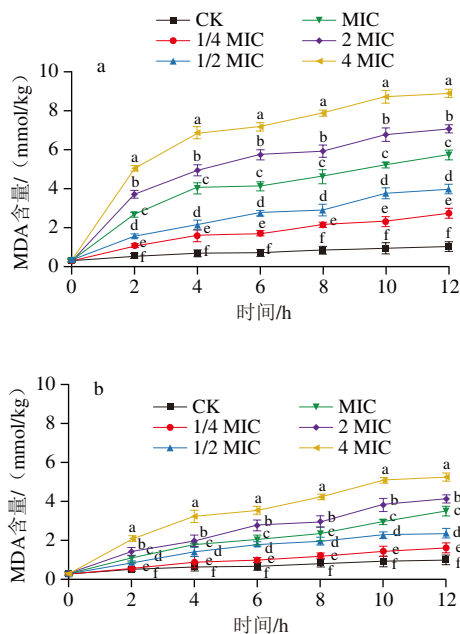 CK MIC
1/4 MIC 2 MIC
1/2 MIC 4 MIC
a
10
8
6
4
2
0
MDA含量/（mmol/kg）
a a a a a a
b b b b b b
c c c c c c
d d d d d d
e e e e e e
f f f f f f
0 2 4 6 8 10 12
时间/h
b
CK MIC
1/4 MIC 2 MIC
1/2 MIC 4 MIC
10
8
6
4
2
0
MDA含量/（mmol/kg）
a a a a a a
b b b b b b
c c c c c c
d d d d d d
e e e e e e
f f f f f f
0 2 4 6 8 10 12
时间/h